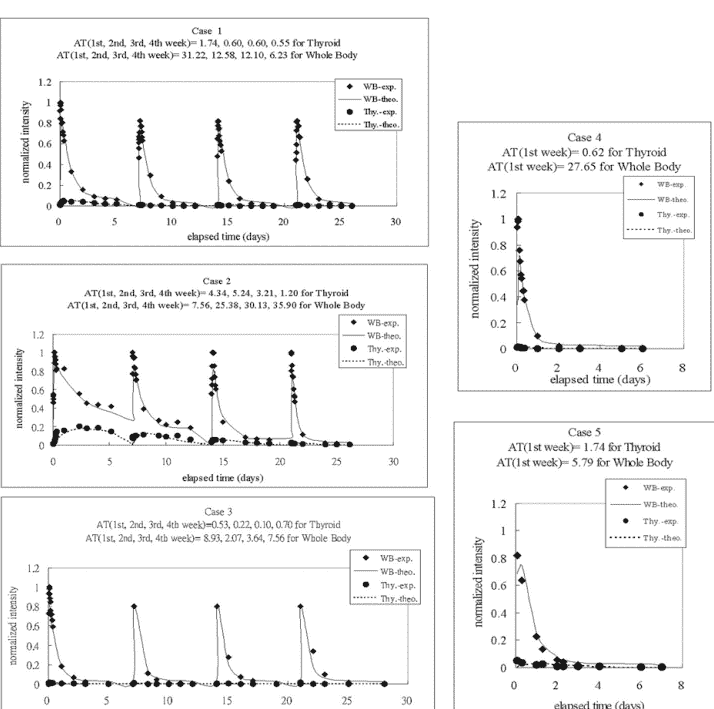 Case 1
AT(1st, 2nd, 3rd, 4th week)= 1.74, 0.60, 0.60, 0.55 for Thyroid
AT(1st, 2nd, 3rd, 4th week)= 31.22, 12.58, 12.10, 6.23 for Whole Body
normalized intensity
1.2
1
0.8
0.6
0.4
0.2
0
WB-exp.
WB-theo.
Thy.-exp.
Thy.-theo.
0 5 10 15 20 25 30
elapsed time (days)
Case 2
AT(1st, 2nd, 3rd, 4th week)= 4.34, 5.24, 3.21, 1.20 for Thyroid
AT(1st, 2nd, 3rd, 4th week)= 7.56, 25.38, 30.13, 35.90 for Whole Body
normalized intensity
1.2
1
0.8
0.6
0.4
0.2
0
WB-exp.
WB-theo.
Thy.-exp.
Thy.-theo.
0 5 10 15 20 25 30
elapsed time (days)
Case 3
AT(1st, 2nd, 3rd, 4th week)=0.53, 0.22, 0.10, 0.70 for Thyroid
AT(1st, 2nd, 3rd, 4th week)= 8.93, 2.07, 3.64, 7.56 for Whole Body
normalized intensity
1.2
1
0.8
0.6
0.4
0.2
0
WB-exp.
WB-theo.
Thy.-exp.
Thy.-theo.
0 5 10 15 20 25 30
Case 4
AT(1st week)= 0.62 for Thyroid
AT(1st week)= 27.65 for Whole Body
normalized intensity
1.2
1
0.8
0.6
0.4
0.2
0
WB-exp.
WB-theo.
Thy.-exp.
Thy.-theo.
0 2 4 6 8
elapsed time (days)
Case 5
AT(1st week)= 1.74 for Thyroid
AT(1st week)= 5.79 for Whole Body
normalized intensity
1.2
1
0.8
0.6
0.4
0.2
0
WB-exp.
WB-theo.
Thy.-exp.
Thy.-theo.
0 2 4 6 8
elapsed time (days)